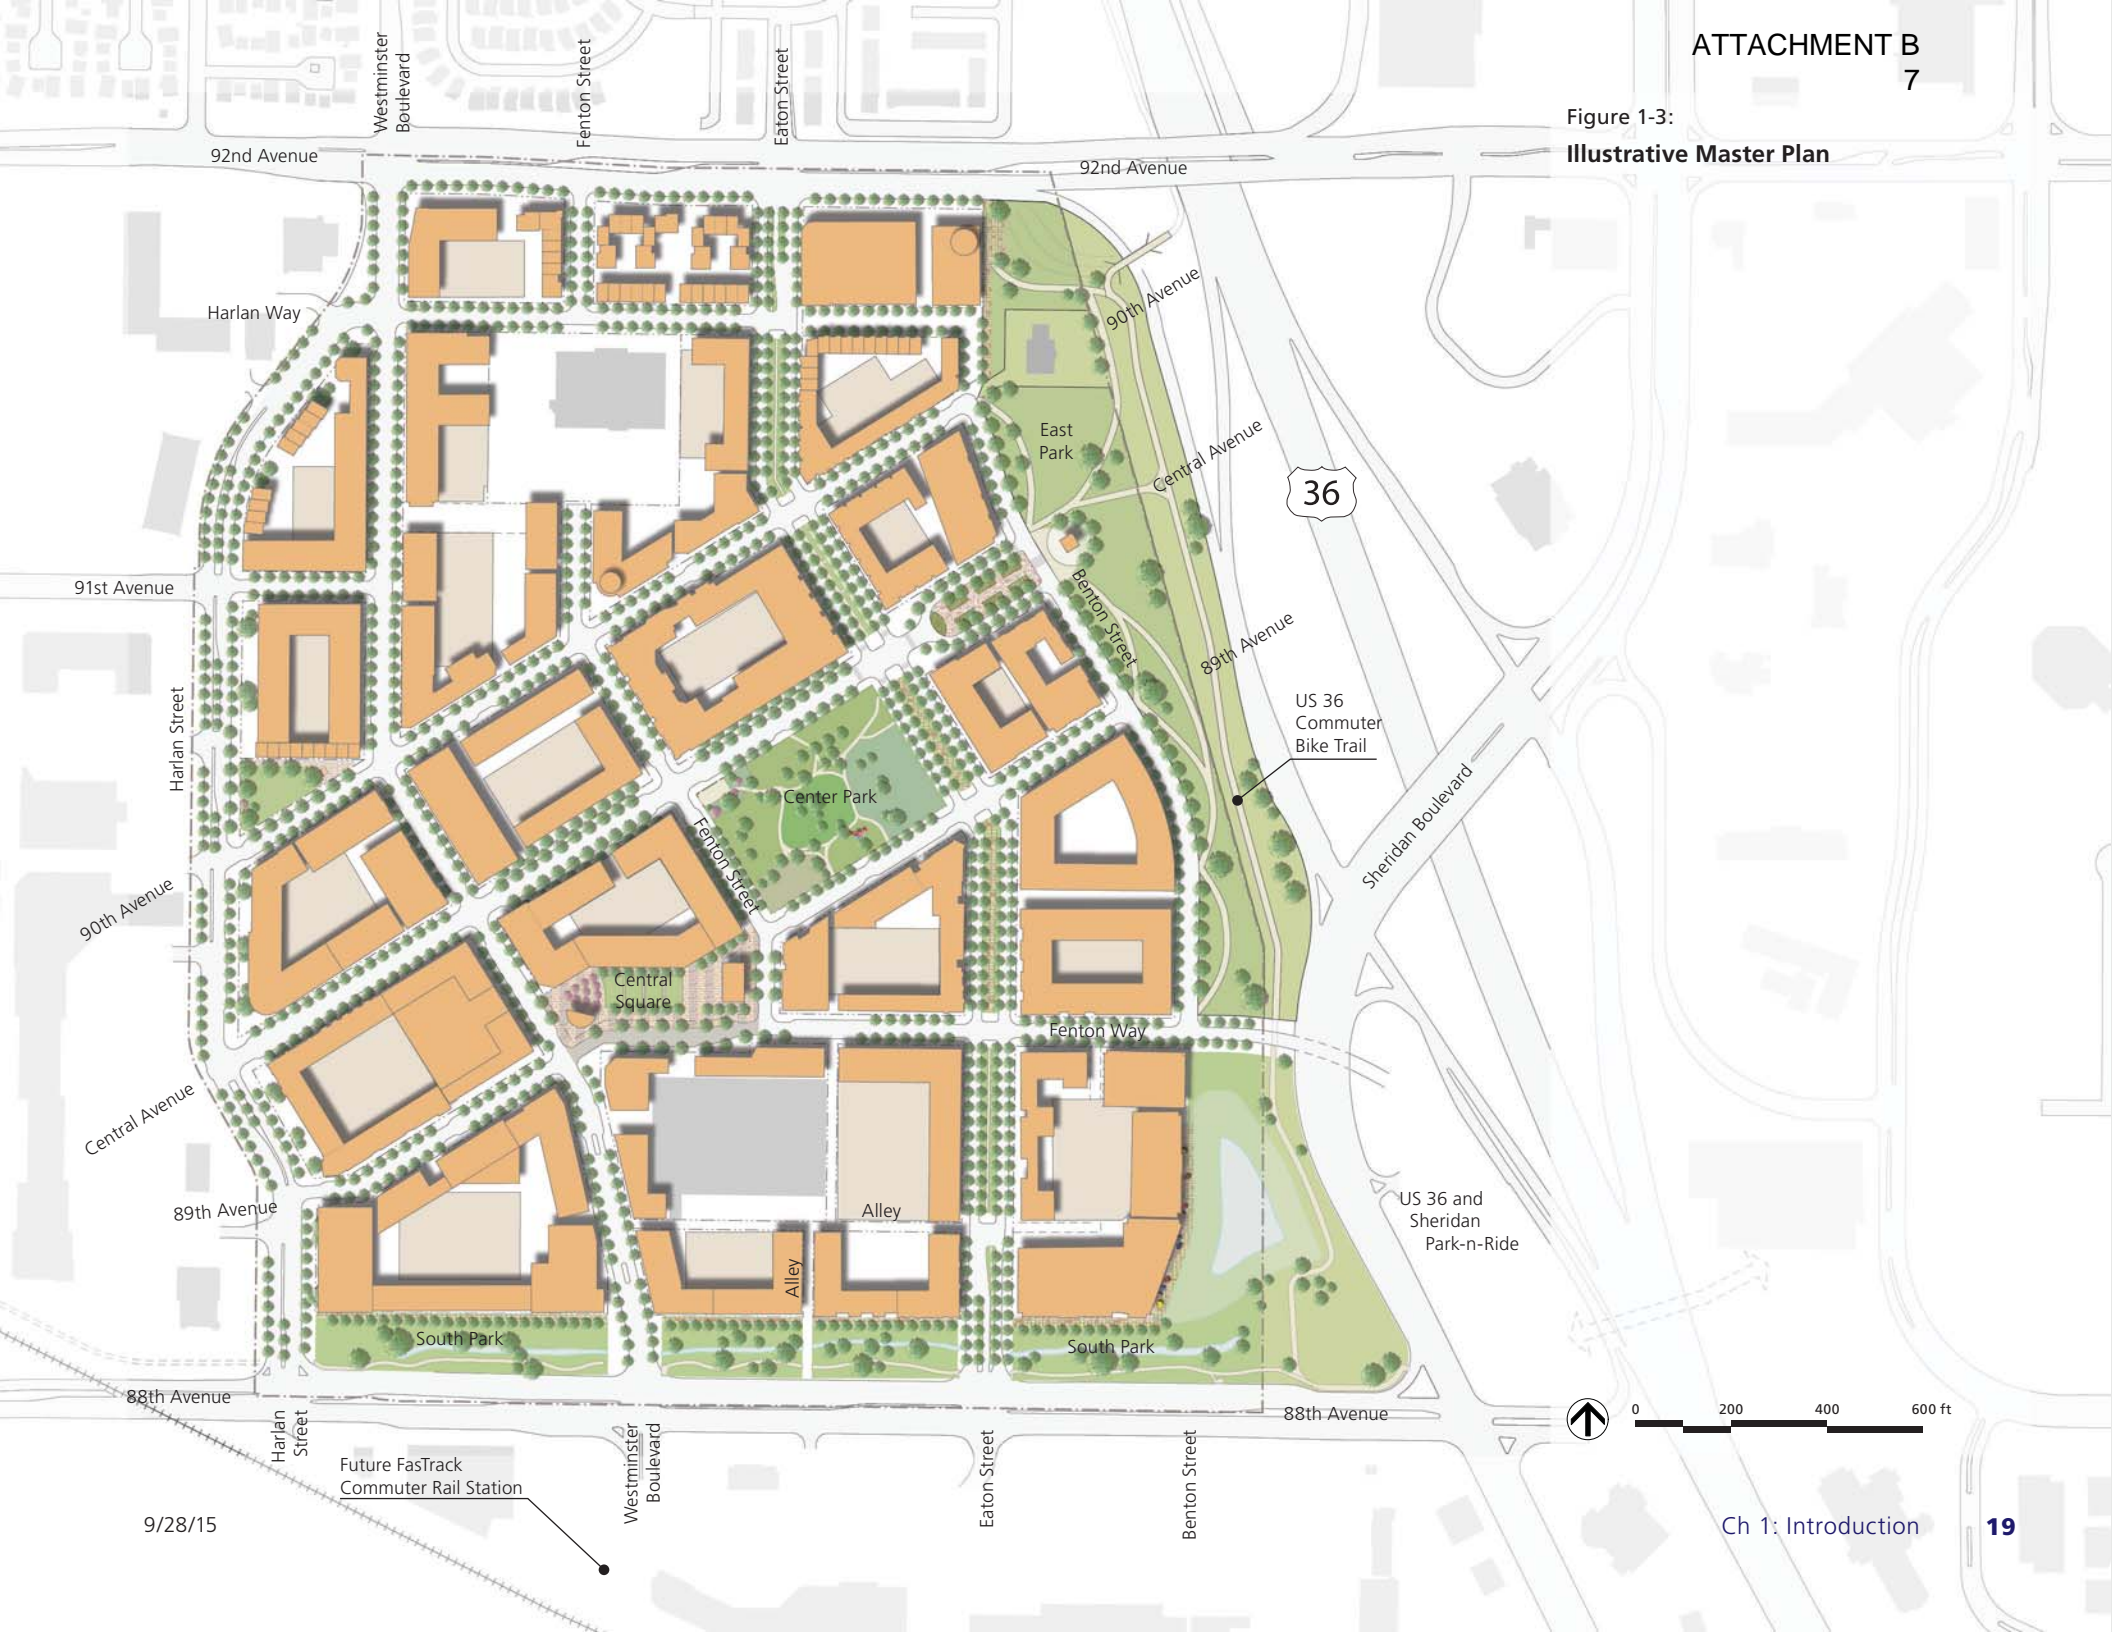 ATTACHMENT B
7
Figure 1-3:
Illustrative Master Plan
Westminster
Boulevard
Fenton Street
Eaton Street
92nd Avenue
92nd Avenue
Harlan Way
90th Avenue
East
Park
Central Avenue
36
91st Avenue
Benton Street
89th Avenue
Harlan Street
US 36
Commuter
Bike Trail
Center Park
Sheridan Boulevard
Fenton Street
90th Avenue
Central
Square
Fenton Way
Central Avenue
89th Avenue
Alley
Alley
US 36 and
Sheridan
Park-n-Ride
South Park
South Park
88th Avenue
88th Avenue
0 200 400 600 ft
Harlan
Street
Westminster
Boulevard
Eaton Street
Benton Street
Future FasTrack
Commuter Rail Station
9/28/15
Ch 1: Introduction 19